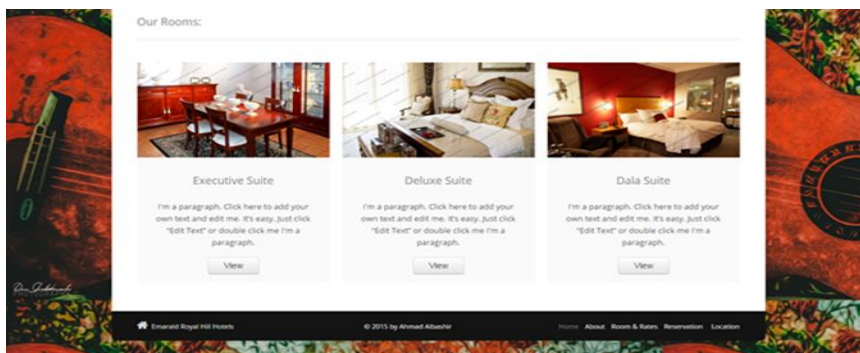 Our Rooms:
Executive Suite
I'm a paragraph. Click here to add your
own text and edit me. It's easy. Just click
"Edit Text" or double click me I'm a
paragraph.
View
Deluxe Suite
I'm a paragraph. Click here to add your
own text and edit me. It's easy. Just click
"Edit Text" or double click me I'm a
paragraph.
View
Dala Suite
I'm a paragraph. Click here to add your
own text and edit me. It's easy. Just click
"Edit Text" or double click me I'm a
paragraph.
View
Emarald Royal Hill Hotels
© 2015 by Ahmad Albashir
Home About Room & Rates Reservation Location